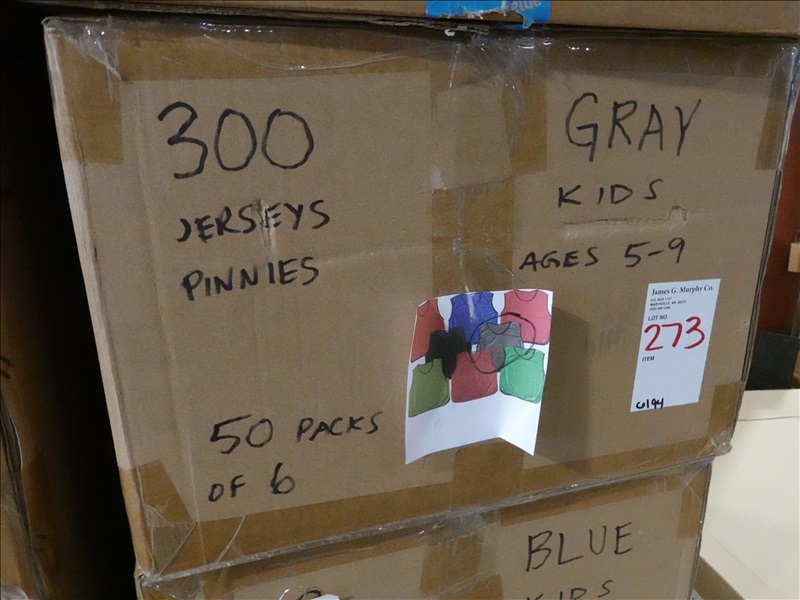 300
JERSEYS
PINNIES
50 PACKS
OF 6
GRAY
KIDS
AGES 5-9
James G. Murphy Co.
LOT NO.
273
ITEM
6194
BLUE
KIDS